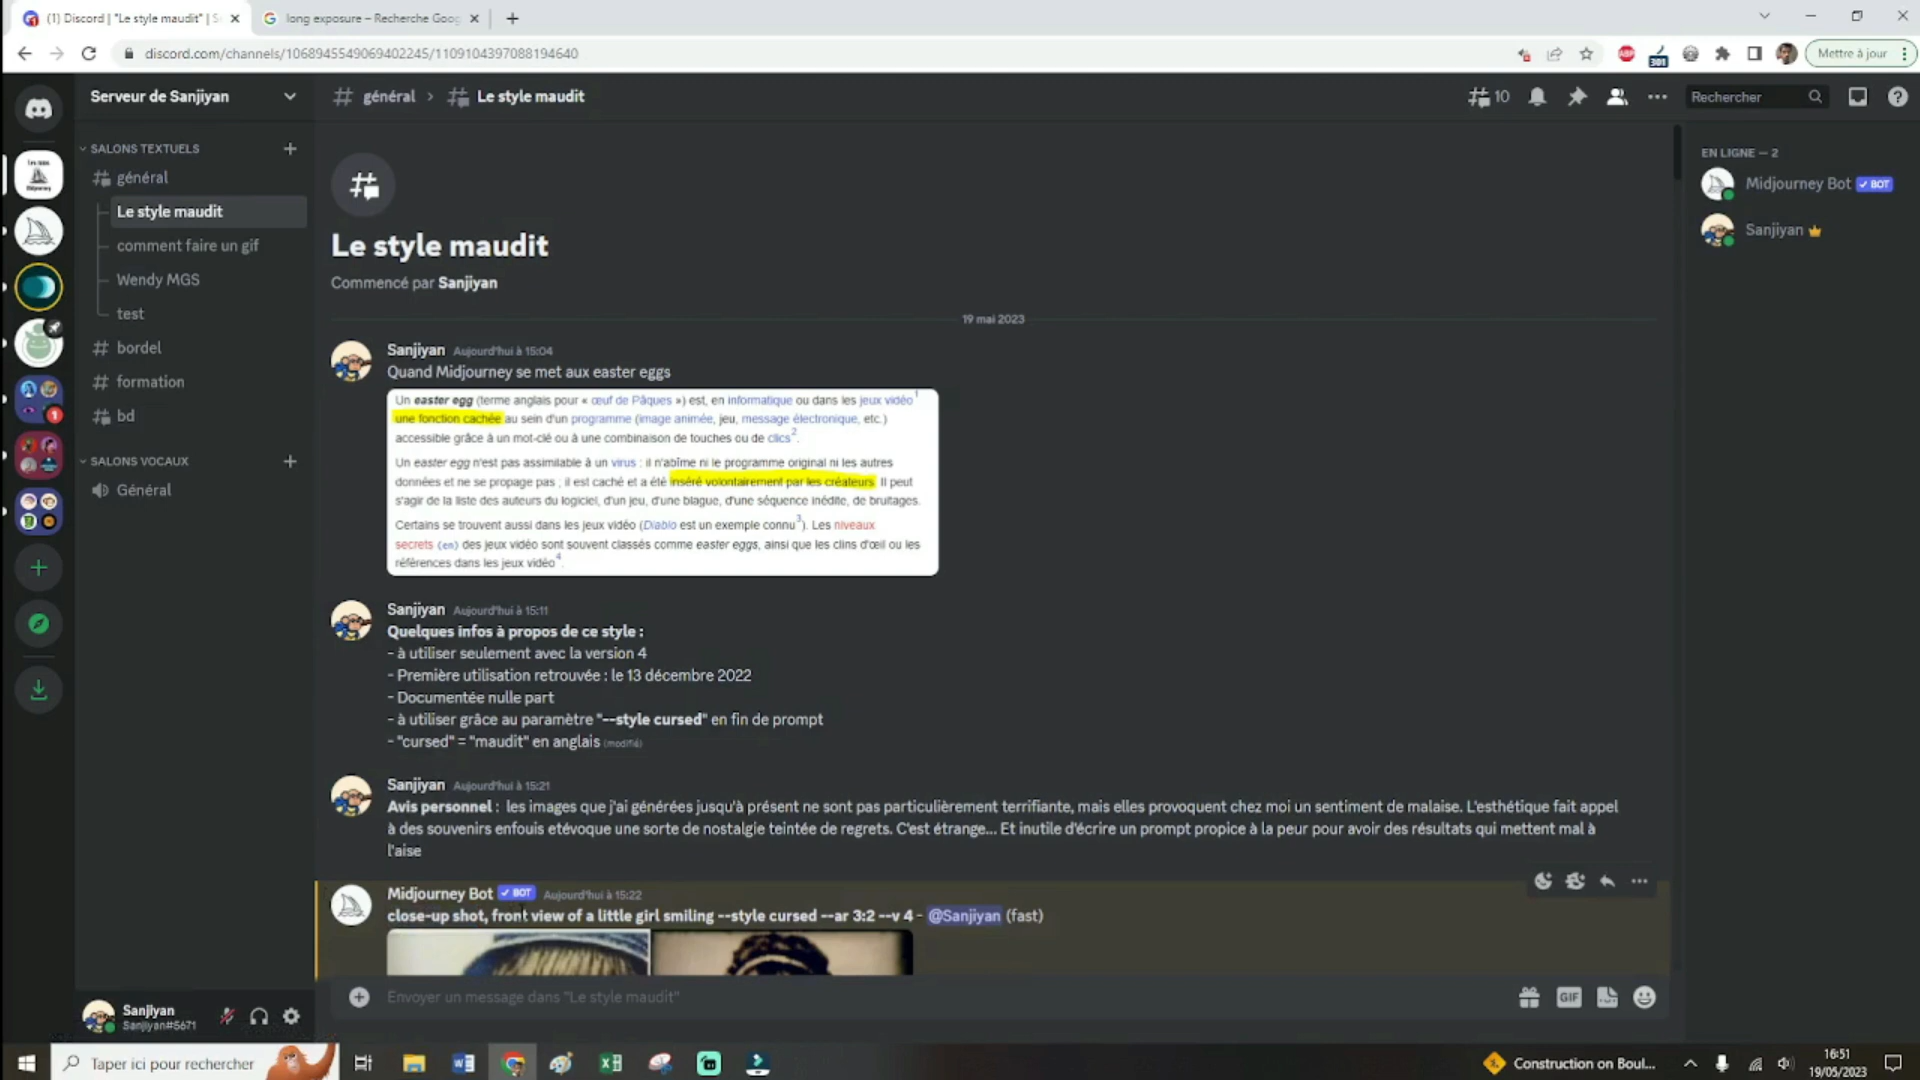 (1) Discord | "Le style maudit" | S
long exposure – Recherche Goog
discord.com/channels/1068945549069402245/1109104397088194640
301
Mettre à jour
Serveur de Sanjiyan
général › Le style maudit
10
Rechercher
SALONS TEXTUELS
général
Le style maudit
comment faire un gif
Wendy MGS
test
bordel
formation
bd
SALONS VOCAUX
Général
1
Le style maudit
Commencé par Sanjiyan
19 mai 2023
Sanjiyan Aujourd'hui à 15:04
Quand Midjourney se met aux easter eggs
Un easter egg (terme anglais pour « œuf de Pâques ») est, en informatique ou dans les jeux vidéo1
une fonction cachée au sein d'un programme (image animée, jeu, message électronique, etc.)
accessible grâce à un mot-clé ou à une combinaison de touches ou de clics2.
Un easter egg n'est pas assimilable à un virus : il n'abîme ni le programme original ni les autres
données et ne se propage pas ; il est caché et a été inséré volontairement par les créateurs. Il peut
s'agir de la liste des auteurs du logiciel, d'un jeu, d'une blague, d'une séquence inédite, de bruitages.
Certains se trouvent aussi dans les jeux vidéo (Diablo est un exemple connu3). Les niveaux
secrets (en) des jeux vidéo sont souvent classés comme easter eggs, ainsi que les clins d'œil ou les
références dans les jeux vidéo4.
Sanjiyan Aujourd'hui à 15:11
Quelques infos à propos de ce style :
- à utiliser seulement avec la version 4
- Première utilisation retrouvée : le 13 décembre 2022
- Documentée nulle part
- à utiliser grâce au paramètre "--style cursed" en fin de prompt
- "cursed" = "maudit" en anglais (modifié)
Sanjiyan Aujourd'hui à 15:21
Avis personnel : les images que j'ai générées jusqu'à présent ne sont pas particulièrement terrifiante, mais elles provoquent chez moi un sentiment de malaise. L'esthétique fait appel
à des souvenirs enfouis etévoque une sorte de nostalgie teintée de regrets. C'est étrange... Et inutile d'écrire un prompt propice à la peur pour avoir des résultats qui mettent mal à
l'aise
Midjourney Bot BOT Aujourd'hui à 15:22
close-up shot, front view of a little girl smiling --style cursed --ar 3:2 --v 4 - @Sanjiyan (fast)
Envoyer un message dans "Le style maudit"
GIF
EN LIGNE — 2
Midjourney Bot BOT
Sanjiyan
Sanjiyan
Sanjiyan#5671
Taper ici pour rechercher
Construction on Boul...
16:51
19/05/2023